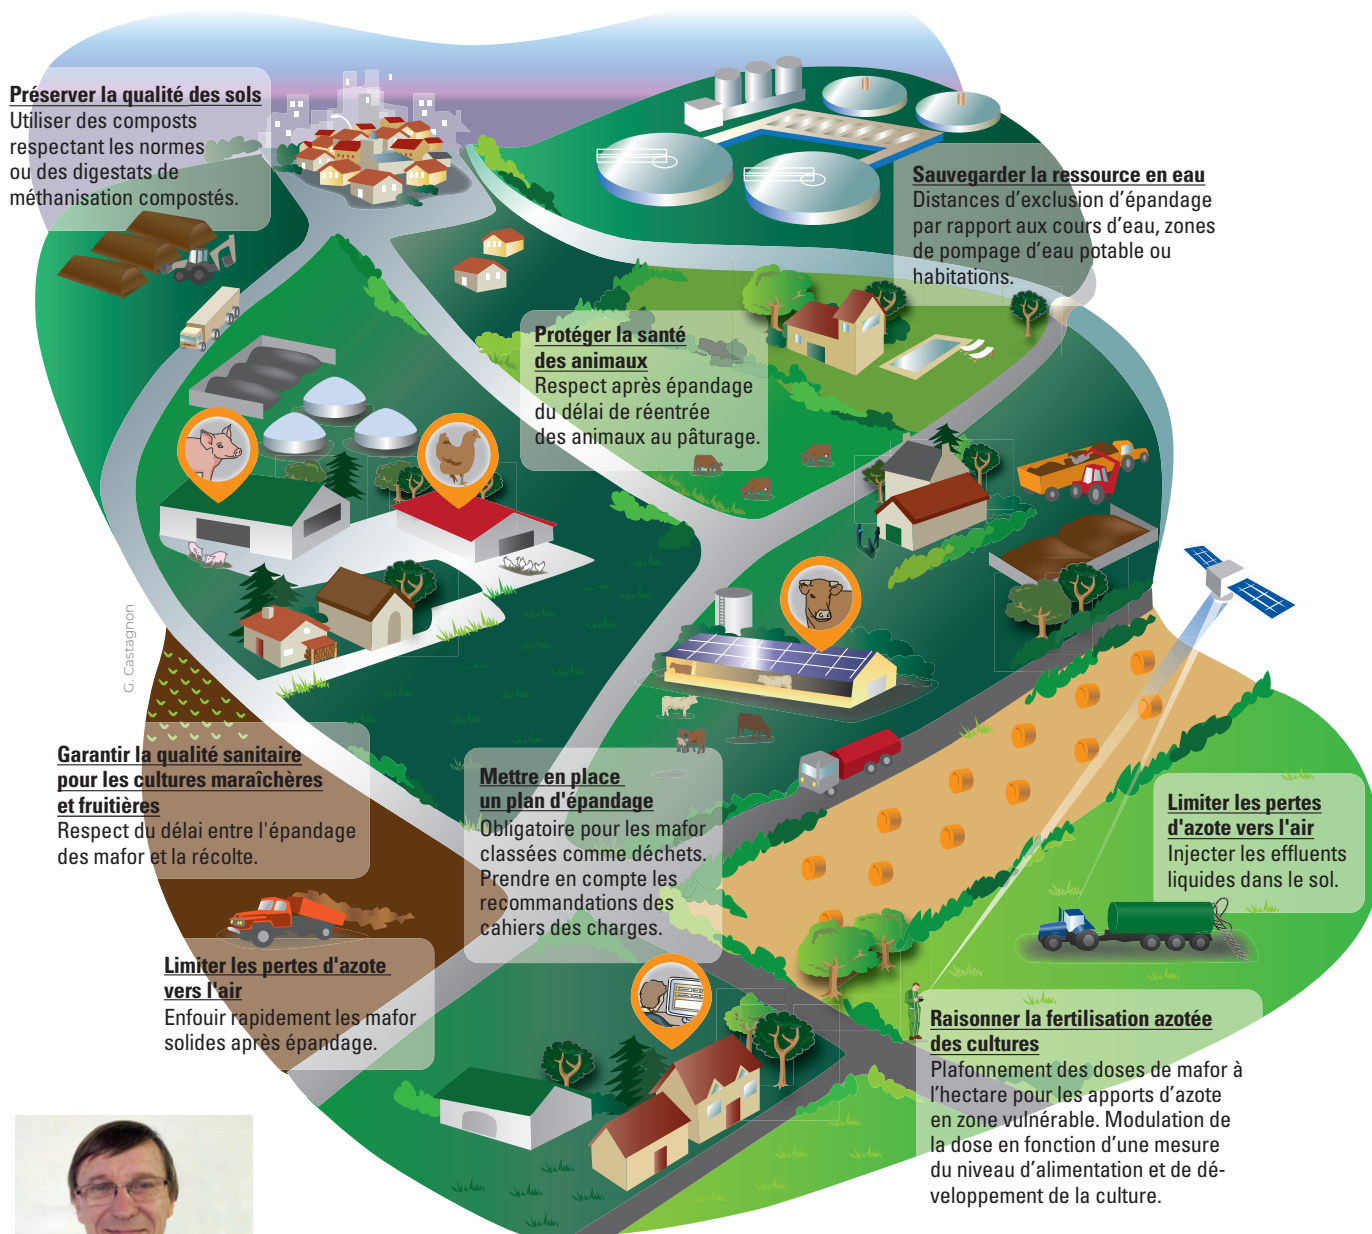 Préserver la qualité des sols
Utiliser des composts
respectant les normes
ou des digestats de
méthanisation compostés.
Sauvegarder la ressource en eau
Distances d’exclusion d’épandage
par rapport aux cours d’eau, zones
de pompage d’eau potable ou
habitations.
Protéger la santé
des animaux
Respect après épandage
du délai de réentrée
des animaux au pâturage.
G. Castagnon
Garantir la qualité sanitaire
pour les cultures maraîchères
et fruitières
Respect du délai entre l'épandage
des mafor et la récolte.
Mettre en place
un plan d'épandage
Obligatoire pour les mafor
classées comme déchets.
Prendre en compte les
recommandations des
cahiers des charges.
Limiter les pertes
d'azote vers l'air
Injecter les effluents
liquides dans le sol.
Limiter les pertes d'azote
vers l'air
Enfouir rapidement les mafor
solides après épandage.
Raisonner la fertilisation azotée
des cultures
Plafonnement des doses de mafor à
l’hectare pour les apports d’azote
en zone vulnérable. Modulation de
la dose en fonction d’une mesure
du niveau d’alimentation et de dé-
veloppement de la culture.